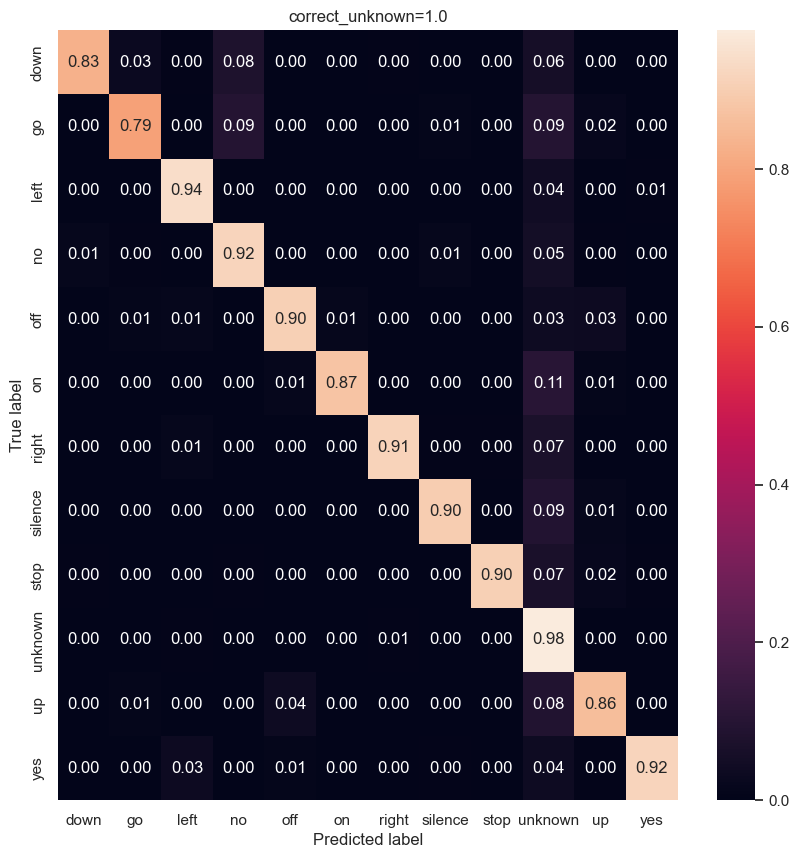 correct_unknown=1.0
down 0.83 0.03 0.00 0.08 0.00 0.00 0.00 0.00 0.00 0.06 0.00 0.00
go 0.00 0.79 0.00 0.09 0.00 0.00 0.00 0.01 0.00 0.09 0.02 0.00
left 0.00 0.00 0.94 0.00 0.00 0.00 0.00 0.00 0.00 0.04 0.00 0.01
no 0.01 0.00 0.00 0.92 0.00 0.00 0.00 0.01 0.00 0.05 0.00 0.00
off 0.00 0.01 0.01 0.00 0.90 0.01 0.00 0.00 0.00 0.03 0.03 0.00
on 0.00 0.00 0.00 0.00 0.01 0.87 0.00 0.00 0.00 0.11 0.01 0.00
right 0.00 0.00 0.01 0.00 0.00 0.00 0.91 0.00 0.00 0.07 0.00 0.00
silence 0.00 0.00 0.00 0.00 0.00 0.00 0.00 0.90 0.00 0.09 0.01 0.00
stop 0.00 0.00 0.00 0.00 0.00 0.00 0.00 0.00 0.90 0.07 0.02 0.00
unknown 0.00 0.00 0.00 0.00 0.00 0.00 0.01 0.00 0.00 0.98 0.00 0.00
up 0.00 0.01 0.00 0.00 0.04 0.00 0.00 0.00 0.00 0.08 0.86 0.00
yes 0.00 0.00 0.03 0.00 0.01 0.00 0.00 0.00 0.00 0.04 0.00 0.92
down go left no off on right silence stop unknown up yes
Predicted label
True label
0.8
0.6
0.4
0.2
0.0